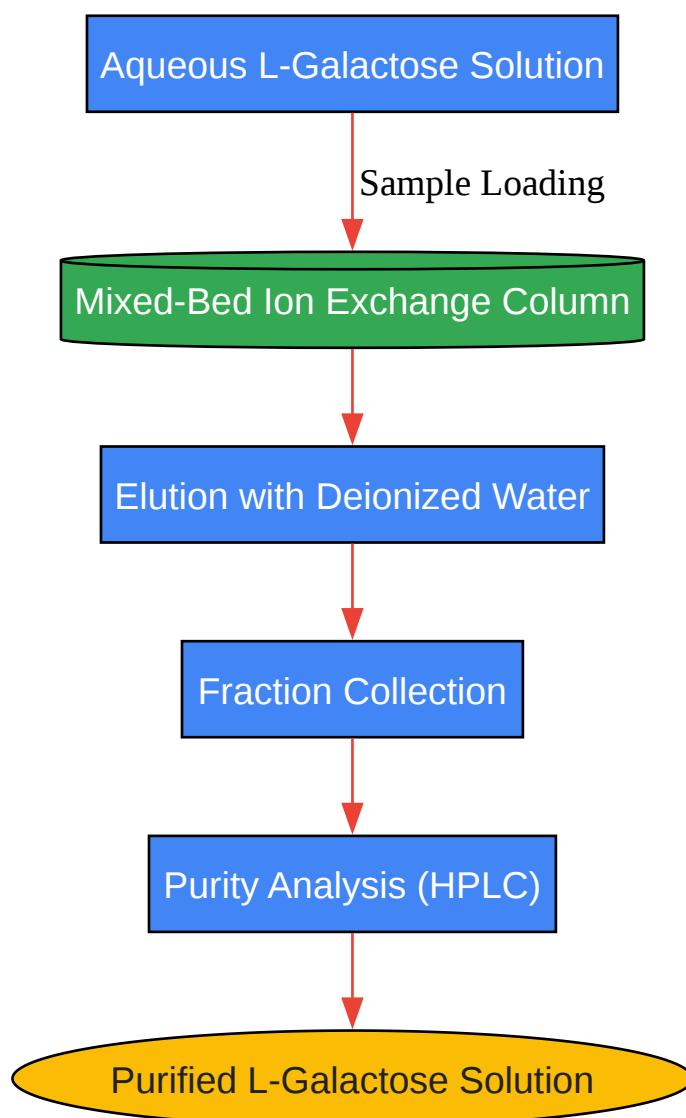 Aqueous L-Galactose Solution
Sample Loading
Mixed-Bed Ion Exchange Column
Elution with Deionized Water
Fraction Collection
Purity Analysis (HPLC)
Purified L-Galactose Solution